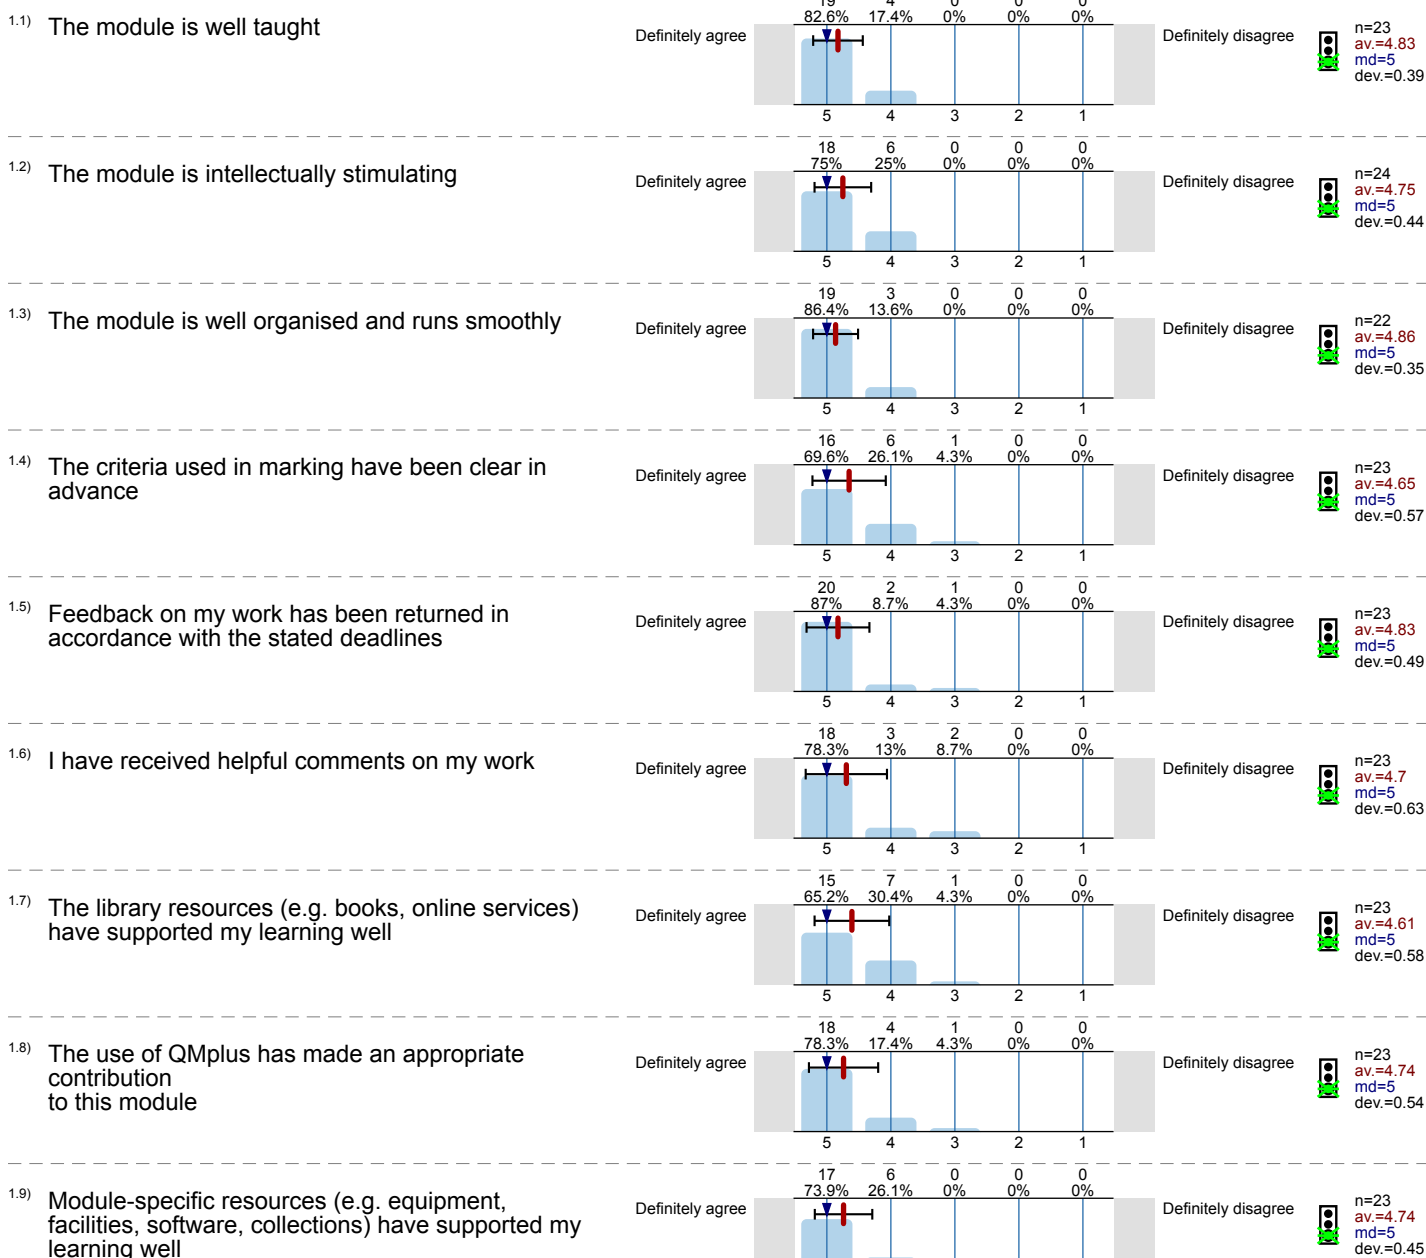 19 4 0 0 0
82.6% 17.4% 0% 0% 0%
1.1) The module is well taught
Definitely agree
Definitely disagree
n=23
av.=4.83
md=5
dev.=0.39
5 4 3 2 1
18 6 0 0 0
75% 25% 0% 0% 0%
1.2) The module is intellectually stimulating
Definitely agree
Definitely disagree
n=24
av.=4.75
md=5
dev.=0.44
5 4 3 2 1
19 3 0 0 0
86.4% 13.6% 0% 0% 0%
1.3) The module is well organised and runs smoothly
Definitely agree
Definitely disagree
n=22
av.=4.86
md=5
dev.=0.35
5 4 3 2 1
16 6 1 0 0
69.6% 26.1% 4.3% 0% 0%
1.4) The criteria used in marking have been clear in
advance
Definitely agree
Definitely disagree
n=23
av.=4.65
md=5
dev.=0.57
5 4 3 2 1
20 2 1 0 0
87% 8.7% 4.3% 0% 0%
1.5) Feedback on my work has been returned in
accordance with the stated deadlines
Definitely agree
Definitely disagree
n=23
av.=4.83
md=5
dev.=0.49
5 4 3 2 1
18 3 2 0 0
78.3% 13% 8.7% 0% 0%
1.6) I have received helpful comments on my work
Definitely agree
Definitely disagree
n=23
av.=4.7
md=5
dev.=0.63
5 4 3 2 1
15 7 1 0 0
65.2% 30.4% 4.3% 0% 0%
1.7) The library resources (e.g. books, online services)
have supported my learning well
Definitely agree
Definitely disagree
n=23
av.=4.61
md=5
dev.=0.58
5 4 3 2 1
18 4 1 0 0
78.3% 17.4% 4.3% 0% 0%
1.8) The use of QMplus has made an appropriate
contribution
to this module
Definitely agree
Definitely disagree
n=23
av.=4.74
md=5
dev.=0.54
5 4 3 2 1
17 6 0 0 0
73.9% 26.1% 0% 0% 0%
1.9) Module-specific resources (e.g. equipment,
facilities, software, collections) have supported my
learning well
Definitely agree
Definitely disagree
n=23
av.=4.74
md=5
dev.=0.45